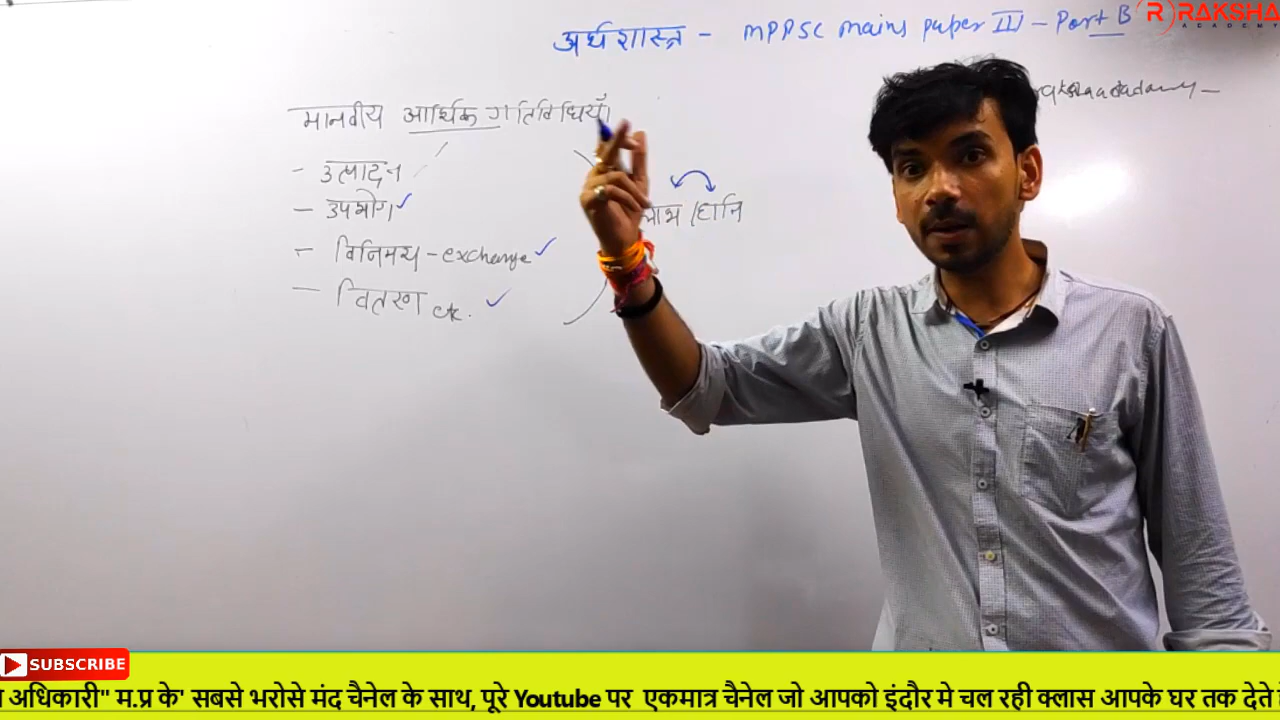 अर्थशास्त्र - MPPSC mains paper III - Part B
RAKSHA
ACADEMY
मानवीय आर्थिक गतिविधियाँ
- उत्पादन
- उपभोग ✓
- विनिमय - exchange ✓
- वितरण etc. ✓
लाभ / हानि
SUBSCRIBE
अधिकारी" म.प्र के' सबसे भरोसे मंद चैनेल के साथ, पूरे Youtube पर एकमात्र चैनेल जो आपको इंदौर मे चल रही क्लास आपके घर तक देते